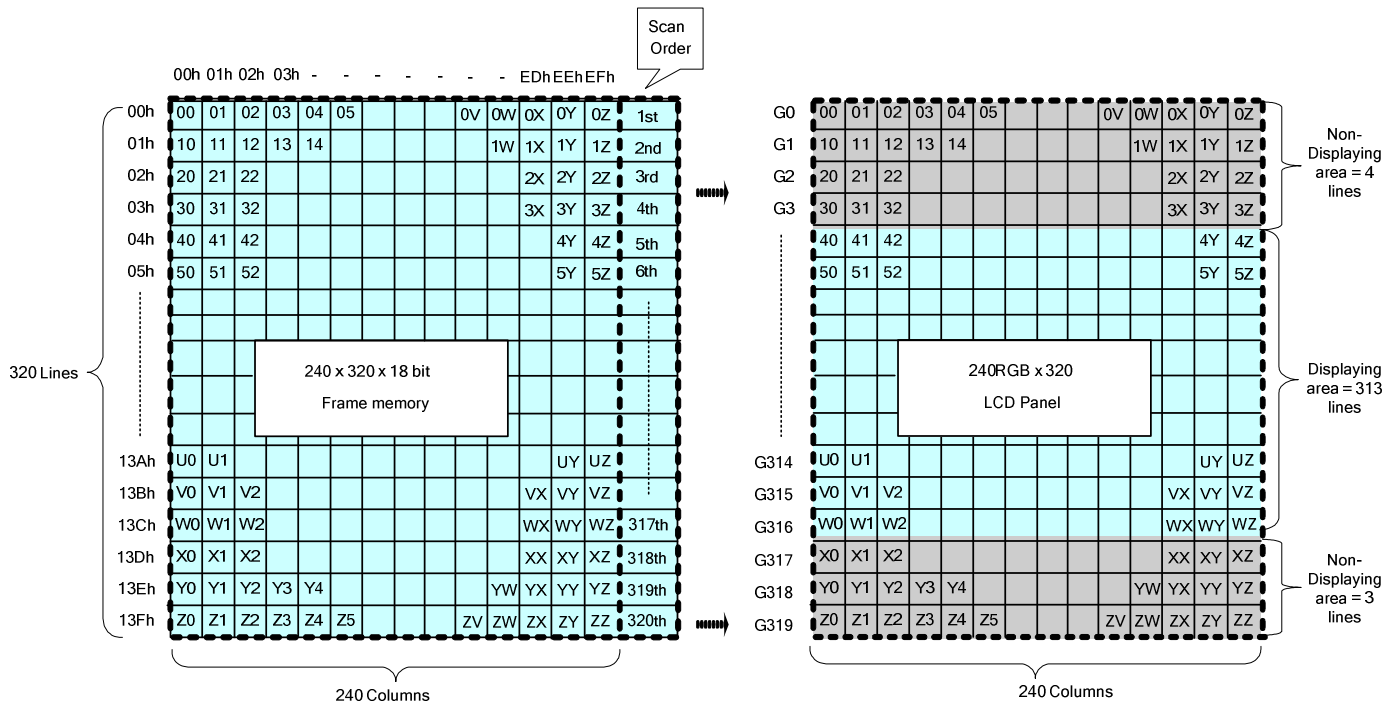 Scan
Order
00h 01h 02h 03h - - - - - - - EDh EEh EFh
00h 00 01 02 03 04 05 0V 0W 0X 0Y 0Z 1st
01h 10 11 12 13 14 1W 1X 1Y 1Z 2nd
02h 20 21 22 2X 2Y 2Z 3rd
03h 30 31 32 3X 3Y 3Z 4th
04h 40 41 42 4Y 4Z 5th
05h 50 51 52 5Y 5Z 6th
320 Lines
240 x 320 x 18 bit
Frame memory
13Ah U0 U1 UY UZ
13Bh V0 V1 V2 VX VY VZ
13Ch W0 W1 W2 WX WY WZ 317th
13Dh X0 X1 X2 XX XY XZ 318th
13Eh Y0 Y1 Y2 Y3 Y4 YW YX YY YZ 319th
13Fh Z0 Z1 Z2 Z3 Z4 Z5 ZV ZW ZX ZY ZZ 320th
240 Columns
G0 00 01 02 03 04 05 0V 0W 0X 0Y 0Z
G1 10 11 12 13 14 1W 1X 1Y 1Z
G2 20 21 22 2X 2Y 2Z
G3 30 31 32 3X 3Y 3Z
40 41 42 4Y 4Z
50 51 52 5Y 5Z
240RGB x 320
LCD Panel
G314 U0 U1 UY UZ
G315 V0 V1 V2 VX VY VZ
G316 W0 W1 W2 WX WY WZ
G317 X0 X1 X2 XX XY XZ
G318 Y0 Y1 Y2 Y3 Y4 YW YX YY YZ
G319 Z0 Z1 Z2 Z3 Z4 Z5 ZV ZW ZX ZY ZZ
240 Columns
Non-
Displaying
area = 4
lines
Displaying
area = 313
lines
Non-
Displaying
area = 3
lines